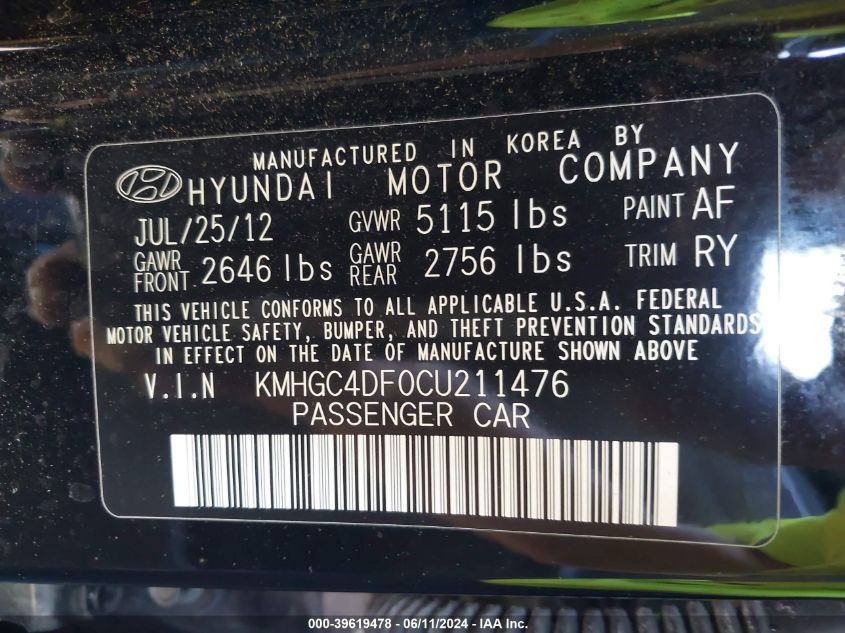 MANUFACTURED IN KOREA BY
HYUNDAI MOTOR COMPANY
JUL/25/12 GVWR 5115 lbs PAINT AF
GAWR FRONT 2646 lbs GAWR REAR 2756 lbs TRIM RY
THIS VEHICLE CONFORMS TO ALL APPLICABLE U.S.A. FEDERAL
MOTOR VEHICLE SAFETY, BUMPER, AND THEFT PREVENTION STANDARDS
IN EFFECT ON THE DATE OF MANUFACTURE SHOWN ABOVE
V.I.N KMHGC4DF0CU211476
PASSENGER CAR
000-39619478 - 06/11/2024 - IAA Inc.